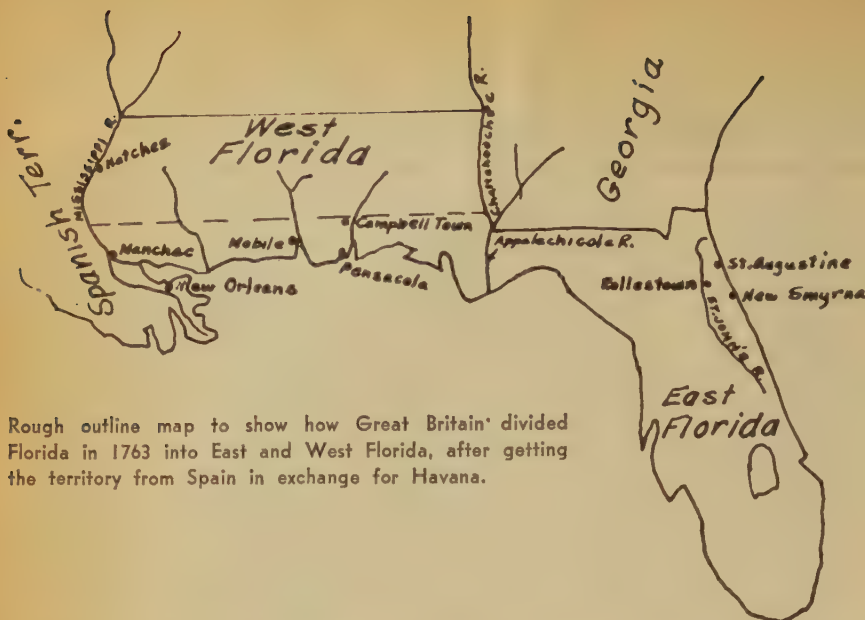 Spanish Terr.
MISSISSIPPI R.
Natchez
West
Florida
Chattahoochee R.
Georgia
Campbell Town
Manchac
Mobile
Pensacola
New Orleans
Appalachicola R.
St. Augustine
Rollestown
New Smyrna
ST. JOHN'S R.
East
Florida
Rough outline map to show how Great Britain divided
Florida in 1763 into East and West Florida, after getting
the territory from Spain in exchange for Havana.